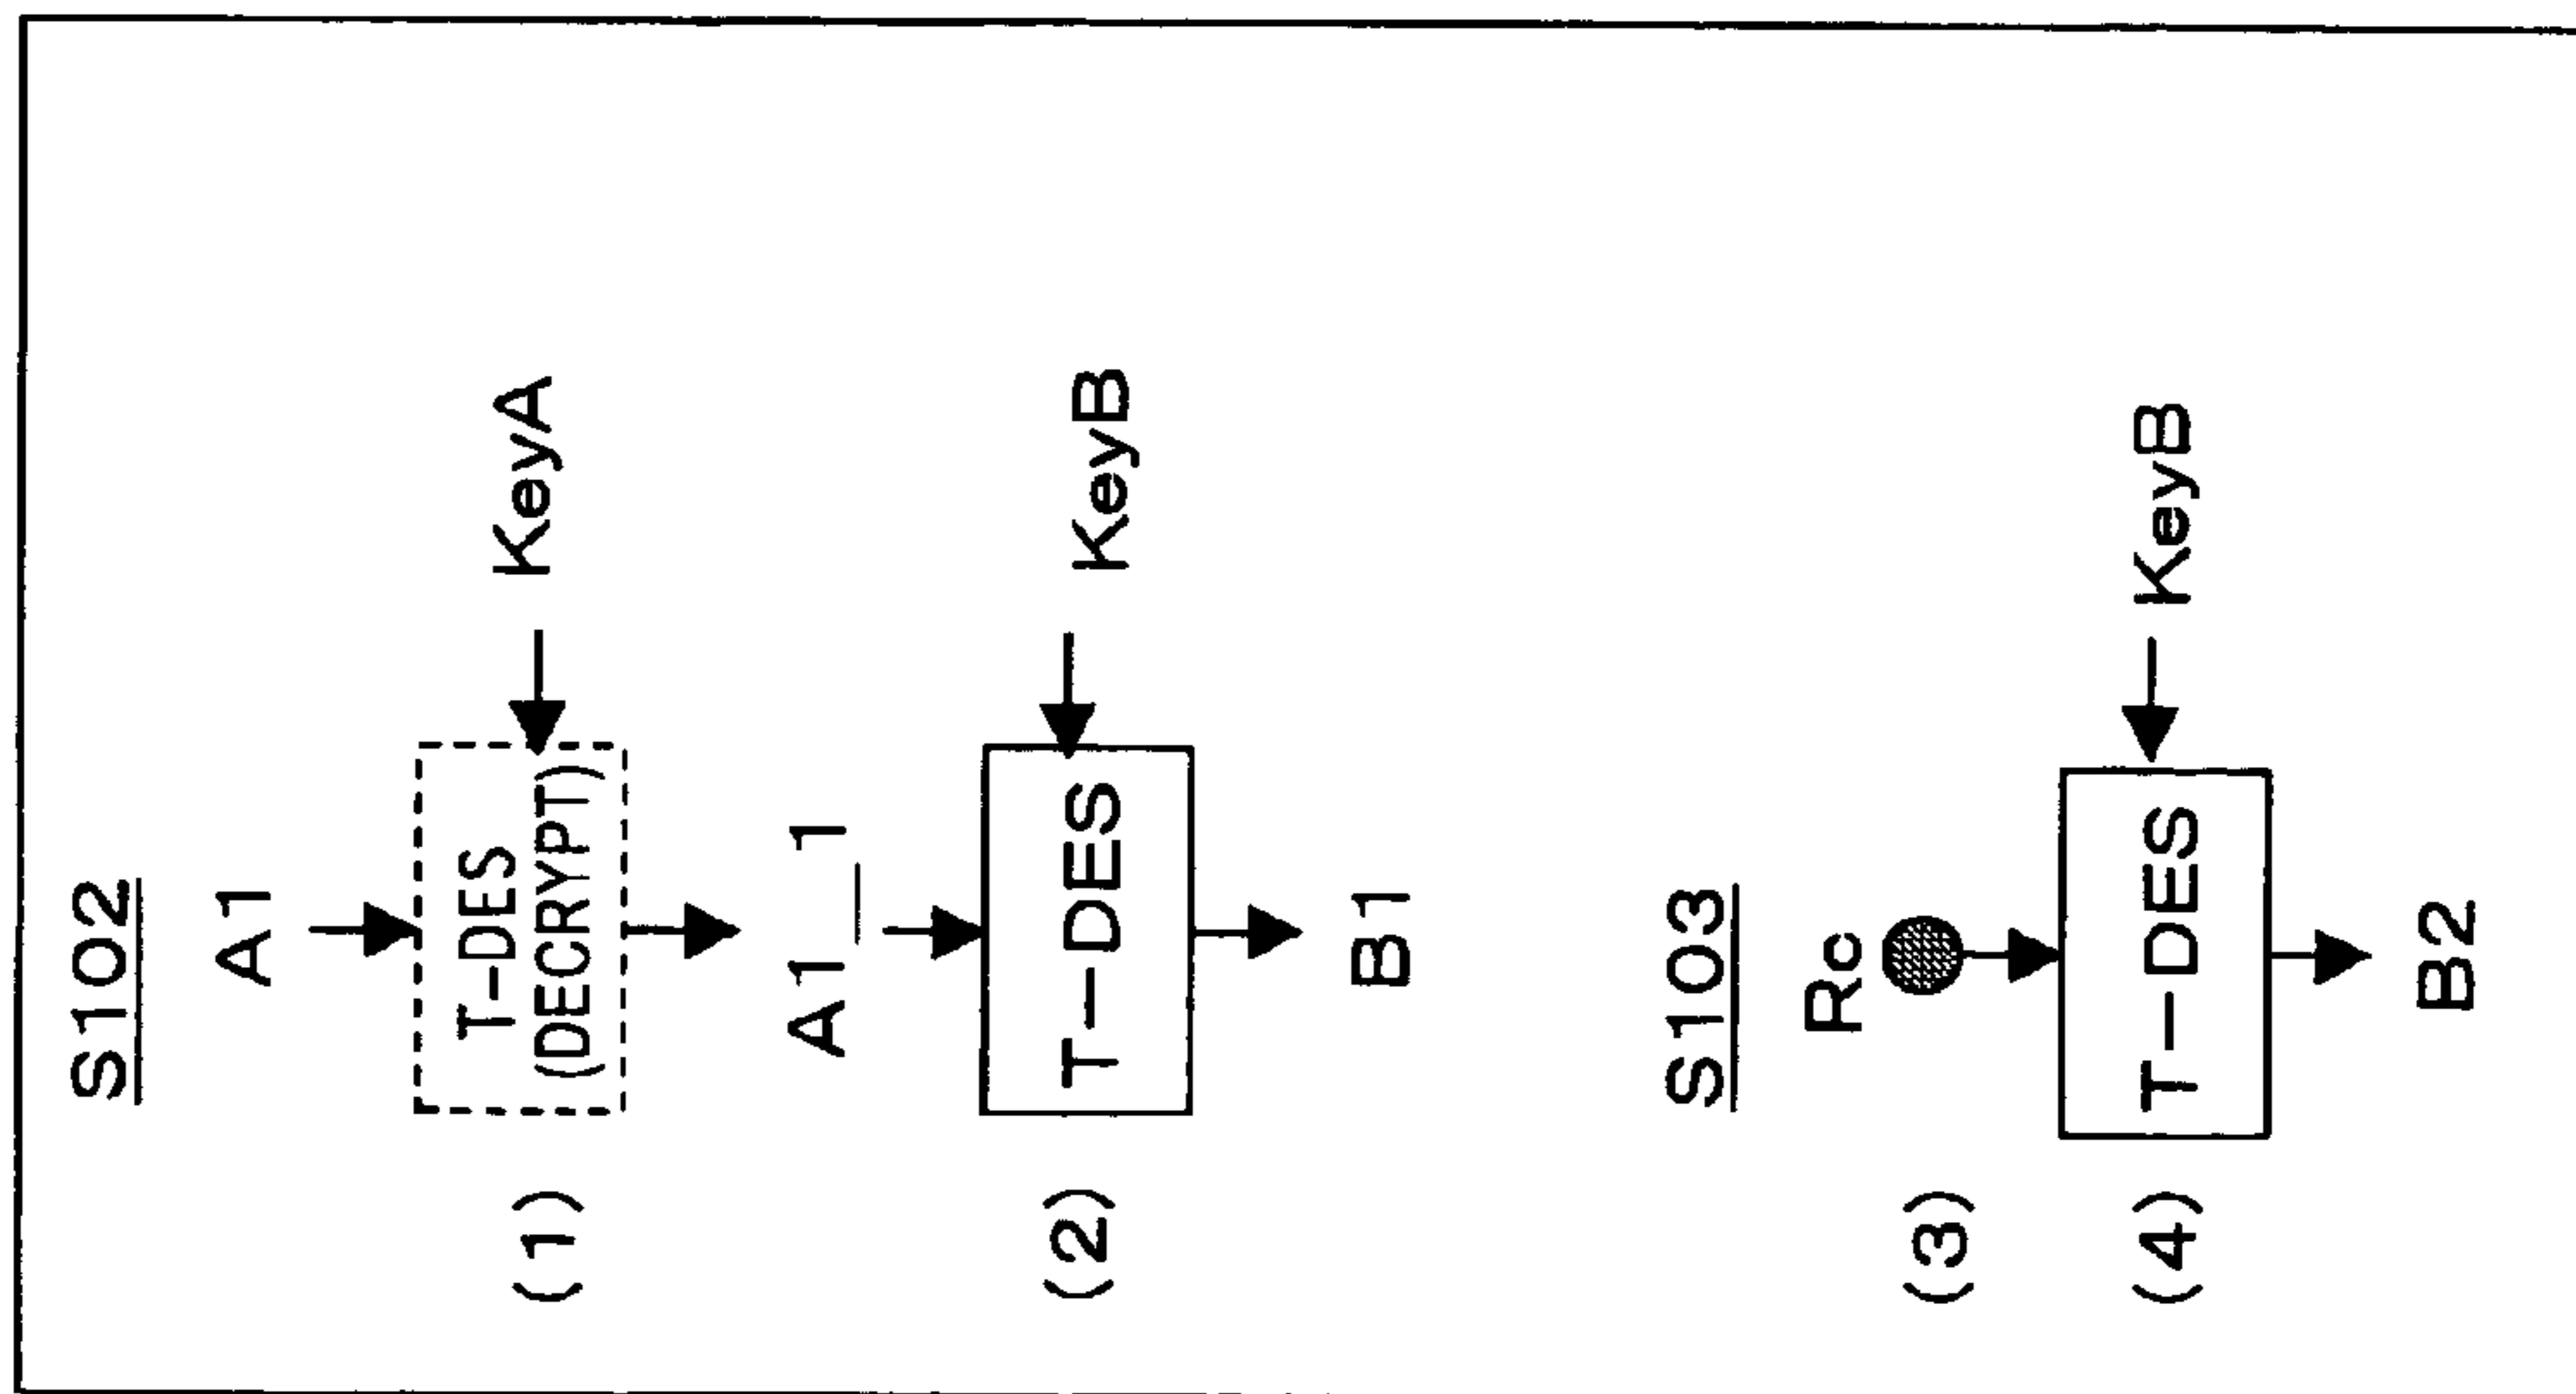 S102
A1
(1) T-DES (DECRYPT) KeyA
A1_1
(2) T-DES KeyB
B1
S103
(3) Rc
(4) T-DES KeyB
B2